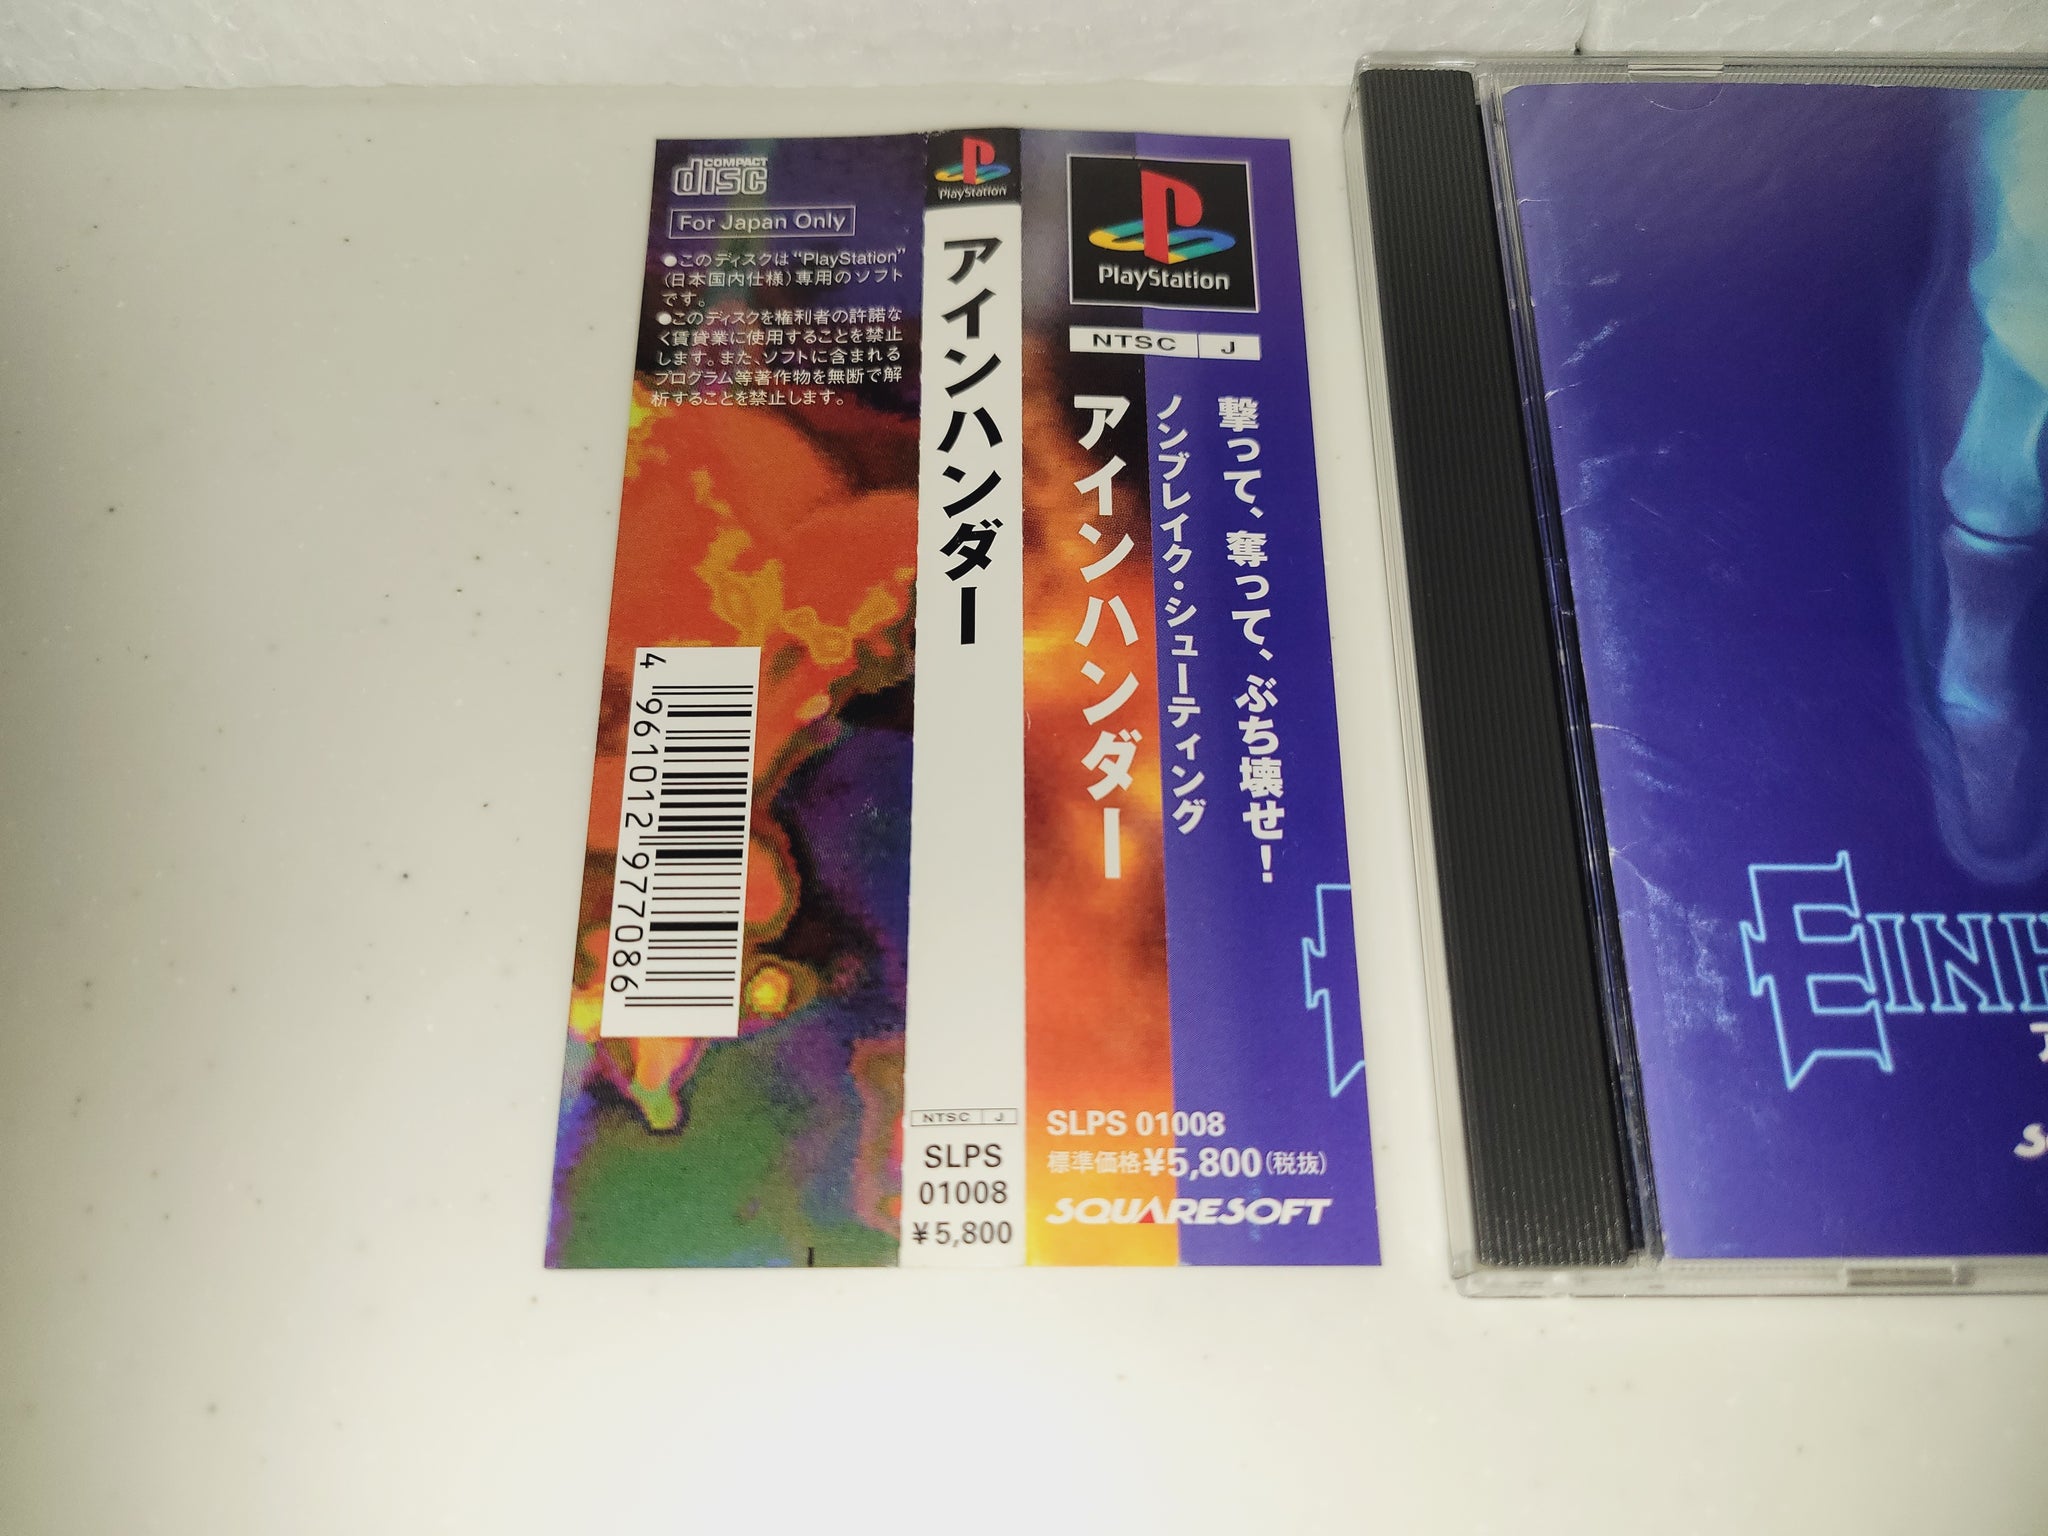 COMPACT
disc
For Japan Only
●このディスクは"PlayStation"
(日本国内仕様)専用のソフト
です。
●このディスクを権利者の許諾な
く賃貸業に使用することを禁止
します。また、ソフトに含まれる
プログラム等著作物を無断で解
析することを禁止します。
4 961012 977086
I
PlayStation
アインハンダー
NTSC J
SLPS
01008
¥5,800
PlayStation
NTSC J
撃って、奪って、ぶち壊せ!
ノンブレイク・シューティング
アインハンダー
SLPS 01008
標準価格¥5,800(税抜)
SQUARESOFT
EINH
ア
S